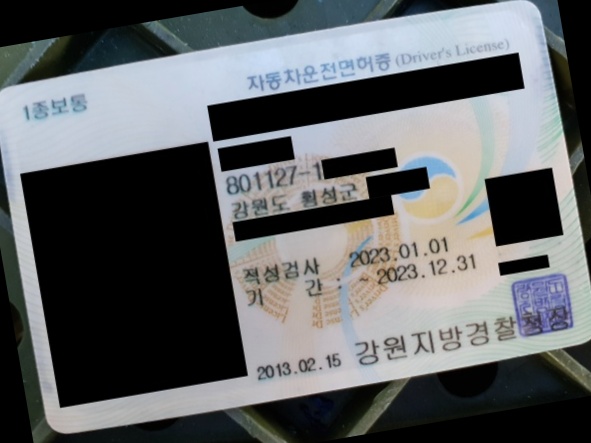 1종보통
자동차운전면허증 (Driver's License)
801127-1
강원도 횡성군
적성검사 2023.01.01
기 간 : ~ 2023.12.31
2013.02.15 강원지방경찰청장